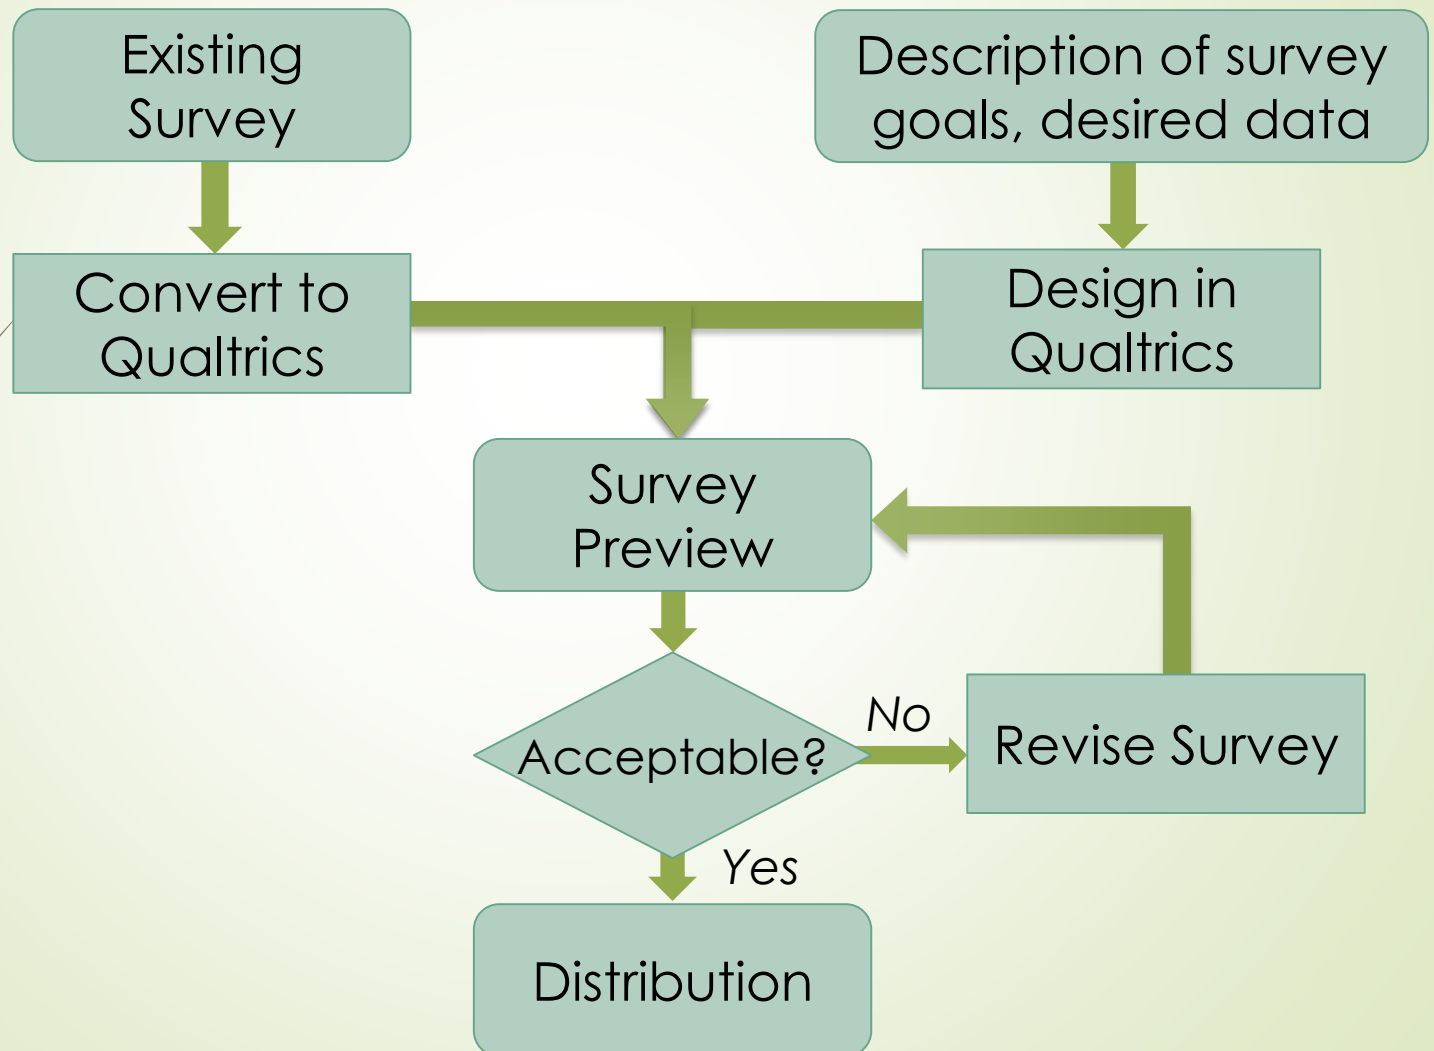 Existing
Survey
Description of survey
goals, desired data
Convert to
Qualtrics
Design in
Qualtrics
Survey
Preview
Acceptable?
No
Revise Survey
Yes
Distribution